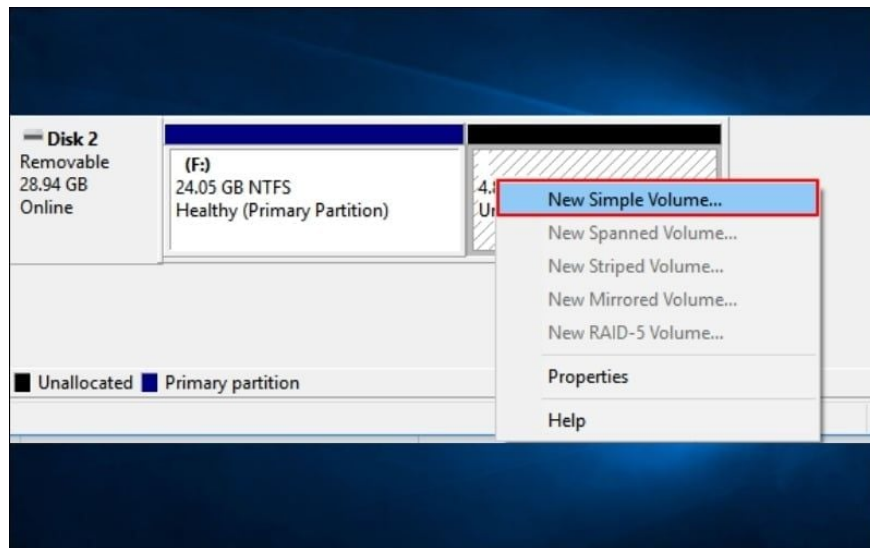 Disk 2
Removable
28.94 GB
Online
(F:)
24.05 GB NTFS
Healthy (Primary Partition)
New Simple Volume...
New Spanned Volume...
New Striped Volume...
New Mirrored Volume...
New RAID-5 Volume...
Properties
Help
Unallocated
Primary partition